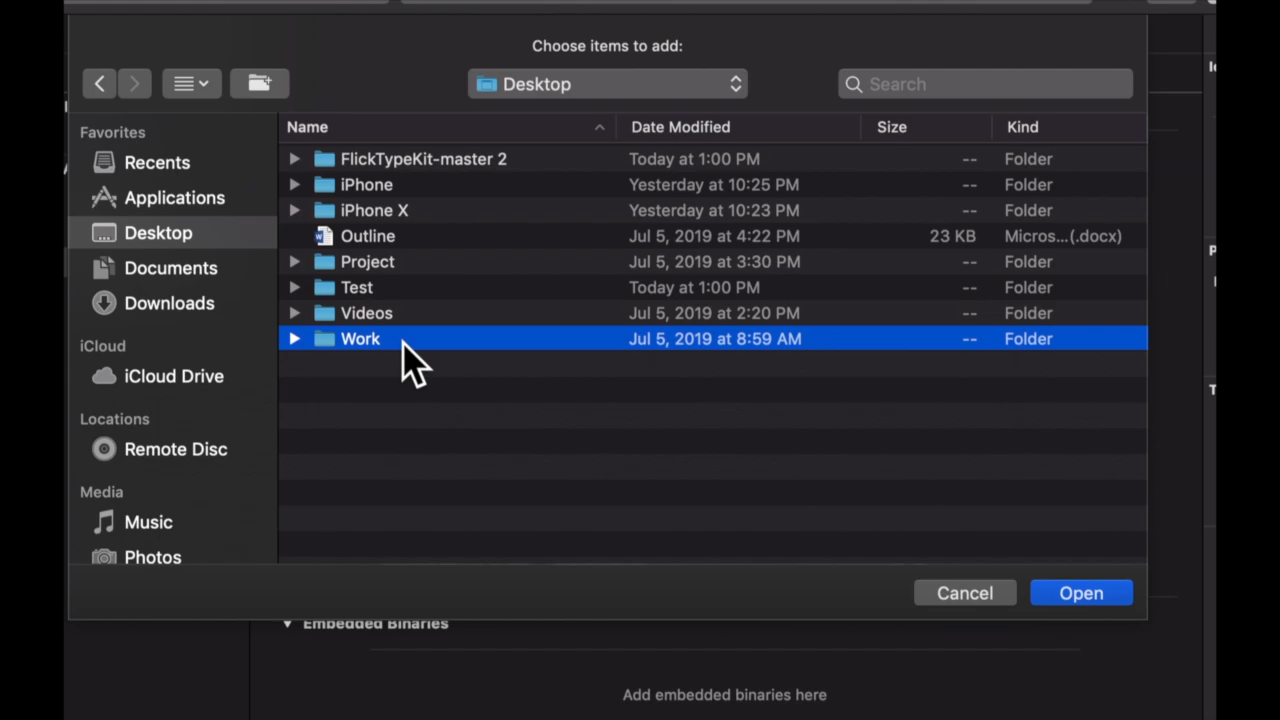 Choose items to add:
Desktop
Search
Favorites
Recents
Applications
Desktop
Documents
Downloads
iCloud
iCloud Drive
Locations
Remote Disc
Media
Music
Photos
Name Date Modified Size Kind
FlickTypeKit-master 2 Today at 1:00 PM -- Folder
iPhone Yesterday at 10:25 PM -- Folder
iPhone X Yesterday at 10:23 PM -- Folder
Outline Jul 5, 2019 at 4:22 PM 23 KB Micros...(.docx)
Project Jul 5, 2019 at 3:30 PM -- Folder
Test Today at 1:00 PM -- Folder
Videos Jul 5, 2019 at 2:20 PM -- Folder
Work Jul 5, 2019 at 8:59 AM -- Folder
Cancel Open
Embedded Binaries
Add embedded binaries here